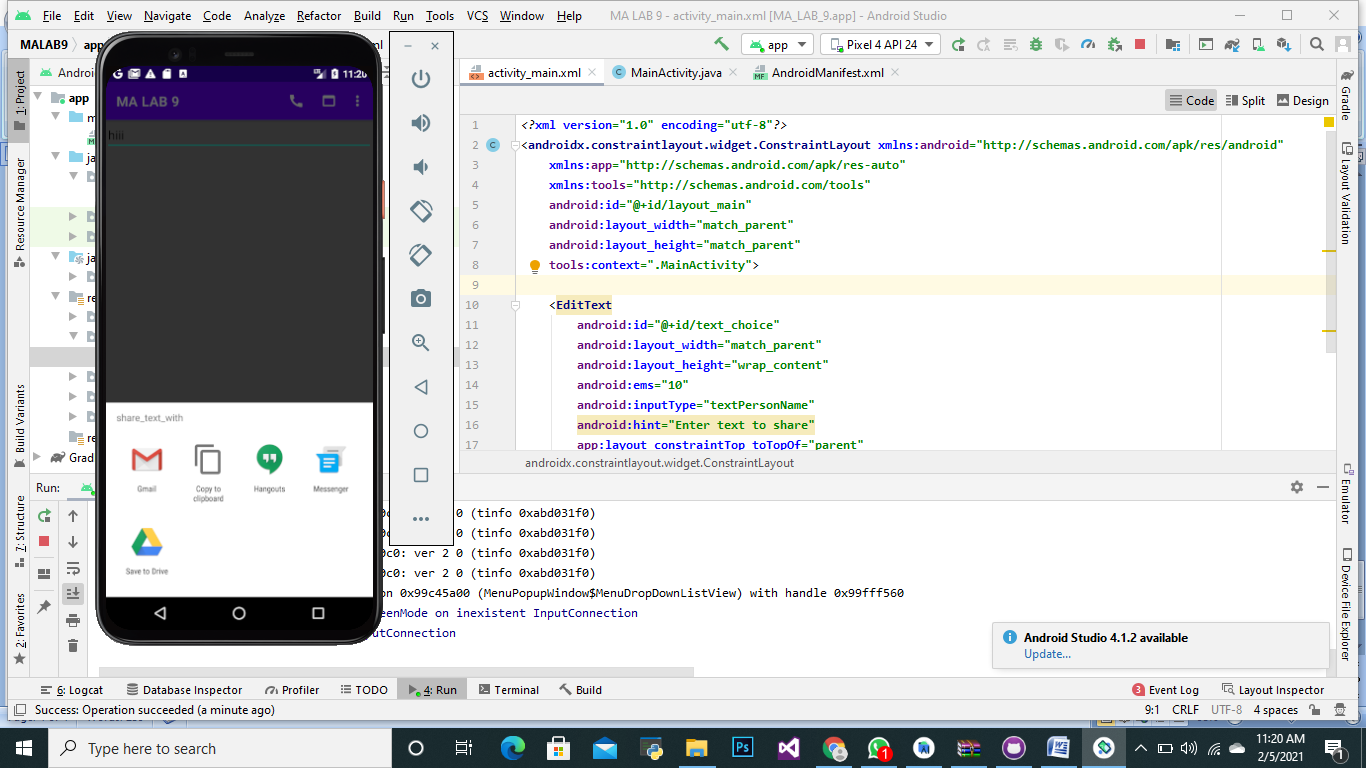 File Edit View Navigate Code Analyze Refactor Build Run Tools VCS Window Help MA LAB 9 - activity_main.xml [MA_LAB_9.app] - Android Studio
MALAB9 app
app Pixel 4 API 24
1: Project
Resource Manager
Build Variants
7: Structure
2: Favorites
Android
app
Grad
11:20
MA LAB 9
hiii
share_text_with
Gmail
Copy to clipboard
Hangouts
Messenger
Save to Drive
activity_main.xml MainActivity.java AndroidManifest.xml
Code Split Design
1 <?xml version="1.0" encoding="utf-8"?>
2 <androidx.constraintlayout.widget.ConstraintLayout xmlns:android="http://schemas.android.com/apk/res/android"
3 xmlns:app="http://schemas.android.com/apk/res-auto"
4 xmlns:tools="http://schemas.android.com/tools"
5 android:id="@+id/layout_main"
6 android:layout_width="match_parent"
7 android:layout_height="match_parent"
8 tools:context=".MainActivity">
9
10 <EditText
11 android:id="@+id/text_choice"
12 android:layout_width="match_parent"
13 android:layout_height="wrap_content"
14 android:ems="10"
15 android:inputType="textPersonName"
16 android:hint="Enter text to share"
17 app:layout_constraintTop_toTopOf="parent"
androidx.constraintlayout.widget.ConstraintLayout
Gradle
Layout Validation
Emulator
Device File Explorer
Run:
0 (tinfo 0xabd031f0)
0 (tinfo 0xabd031f0)
0c0: ver 2 0 (tinfo 0xabd031f0)
0c0: ver 2 0 (tinfo 0xabd031f0)
on 0x99c45a00 (MenuPopupWindow$MenuDropDownListView) with handle 0x99fff560
eenMode on inexistent InputConnection
utConnection
Android Studio 4.1.2 available
Update...
6: Logcat Database Inspector Profiler TODO 4: Run Terminal Build 3 Event Log Layout Inspector
Success: Operation succeeded (a minute ago) 9:1 CRLF UTF-8 4 spaces
Type here to search
1
11:20 AM
2/5/2021
1